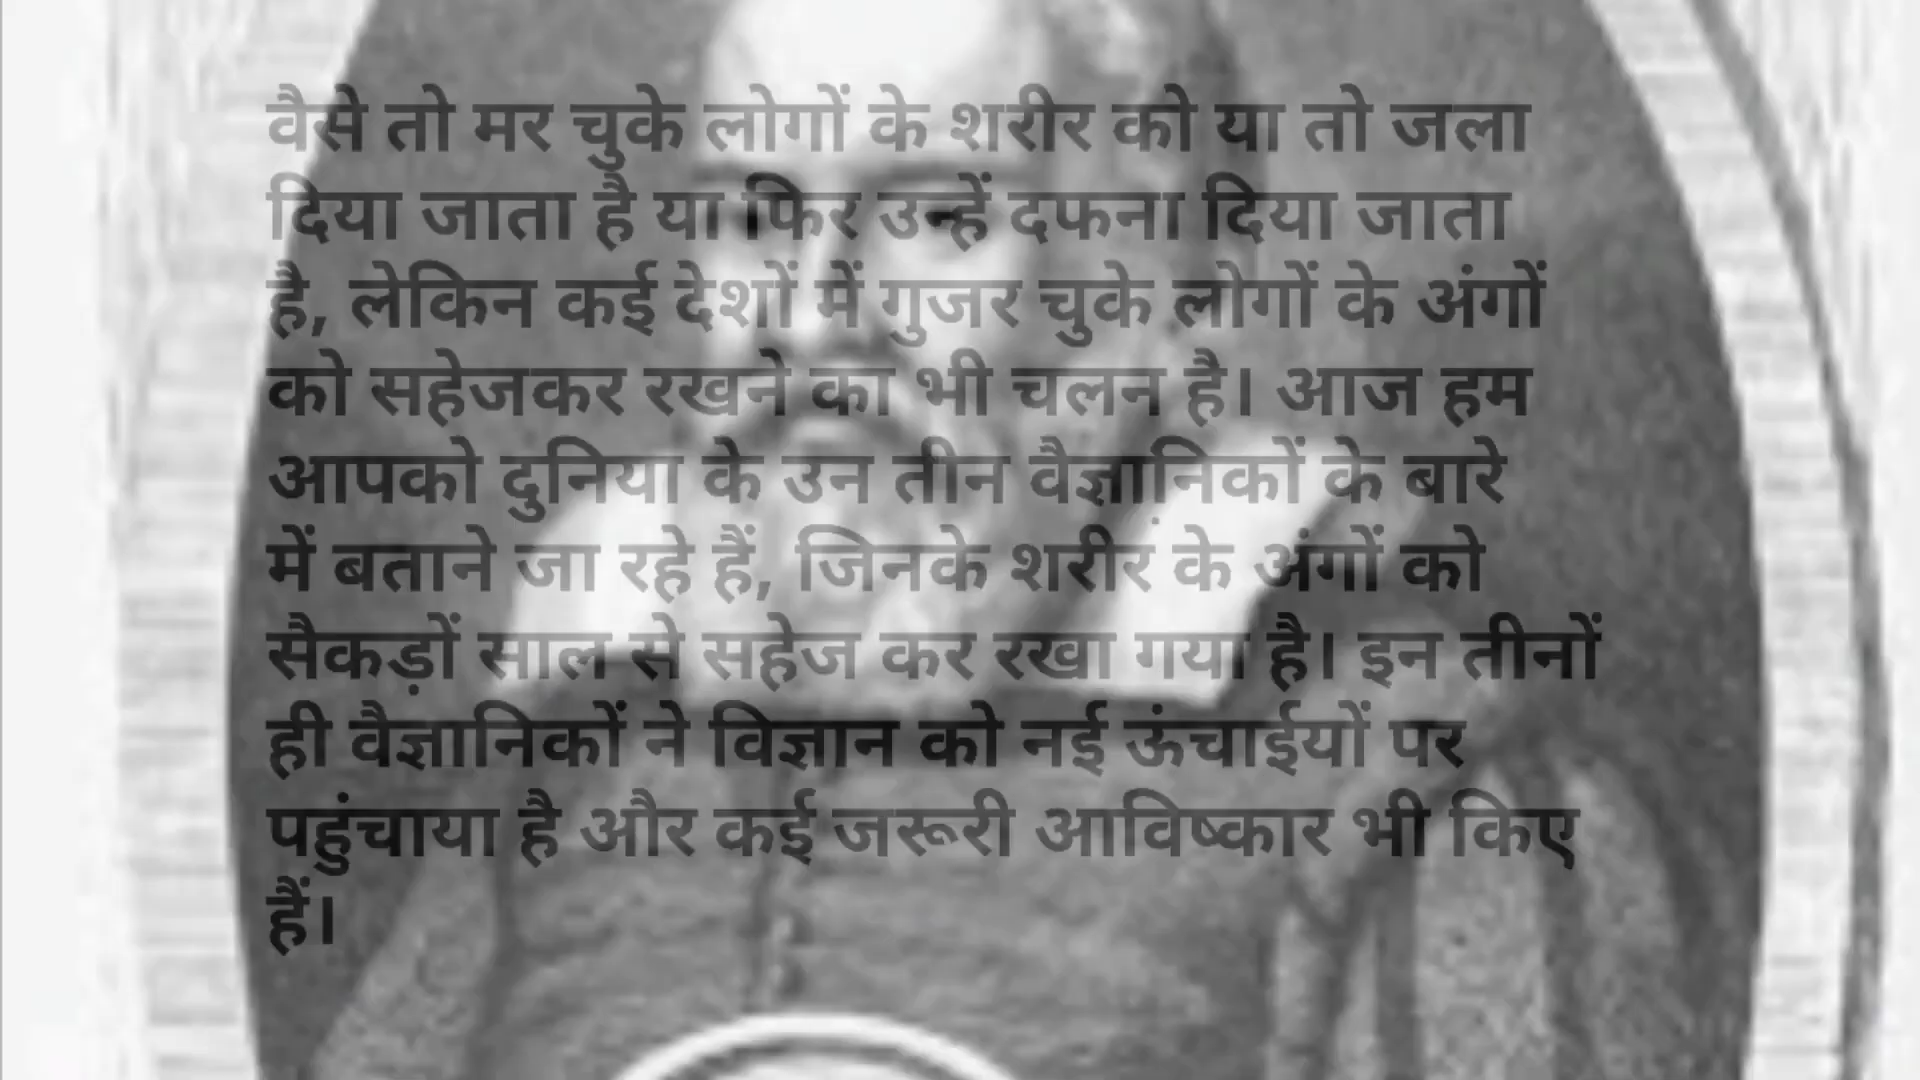 वैसे तो मर चुके लोगों के शरीर को या तो जला
दिया जाता है या फिर उन्हें दफना दिया जाता
है, लेकिन कई देशों में गुजर चुके लोगों के अंगों
को सहेजकर रखने का भी चलन है। आज हम
आपको दुनिया के उन तीन वैज्ञानिकों के बारे
में बताने जा रहे हैं, जिनके शरीर के अंगों को
सैकड़ों साल से सहेज कर रखा गया है। इन तीनों
ही वैज्ञानिकों ने विज्ञान को नई ऊंचाईयों पर
पहुंचाया है और कई जरूरी आविष्कार भी किए
हैं।